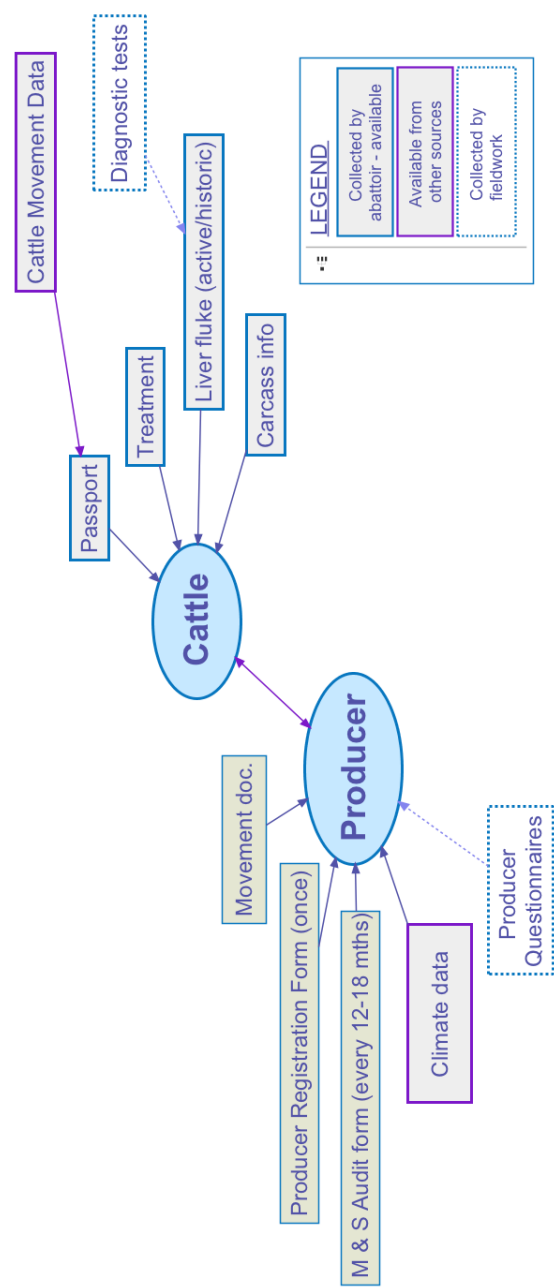 Cattle Movement Data
Diagnostic tests
Passport
Treatment
Liver fluke (active/historic)
Carcass info
Cattle
Producer
Movement doc.
Producer Registration Form (once)
M & S Audit form (every 12-18 mths)
Climate data
Producer
Questionnaires
LEGEND
Collected by
abattoir - available
Available from
other sources
Collected by
fieldwork